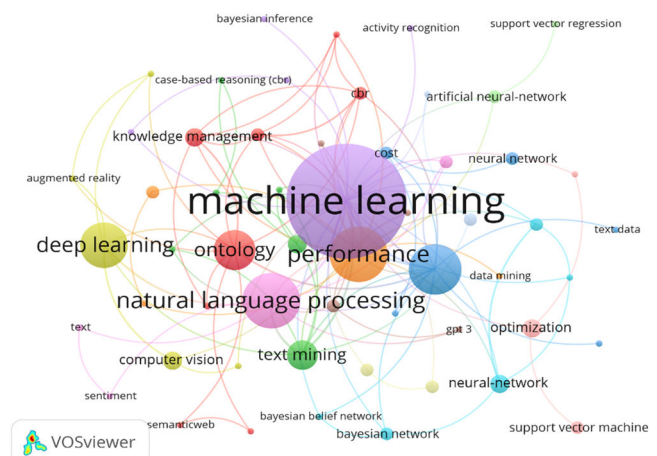 bayesian inference
activity recognition
support vector regression
case-based reasoning (cbr)
cbr
artificial neural-network
knowledge management
cost
neural network
augmented reality
machine learning
text data
deep learning
ontology
performance
data mining
natural language processing
text
gpt 3
optimization
computer vision
text mining
neural-network
sentiment
semanticweb
bayesian belief network
bayesian network
support vector machine
VOSviewer